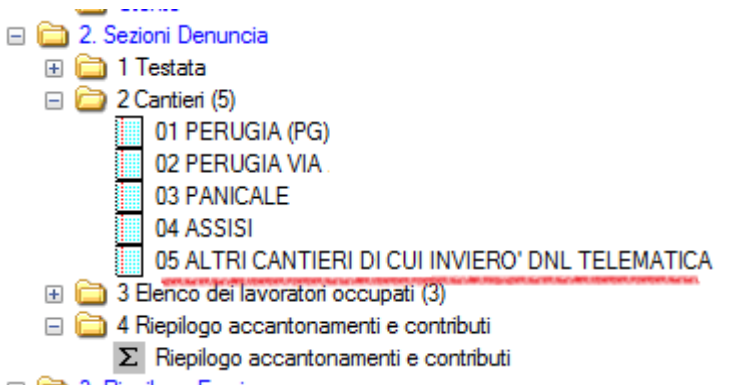 2. Sezioni Denuncia
1 Testata
2 Cantieri (5)
01 PERUGIA (PG)
02 PERUGIA VIA
03 PANICALE
04 ASSISI
05 ALTRI CANTIERI DI CUI INVIERO' DNL TELEMATICA
3 Elenco dei lavoratori occupati (3)
4 Riepilogo accantonamenti e contributi
Σ Riepilogo accantonamenti e contributi